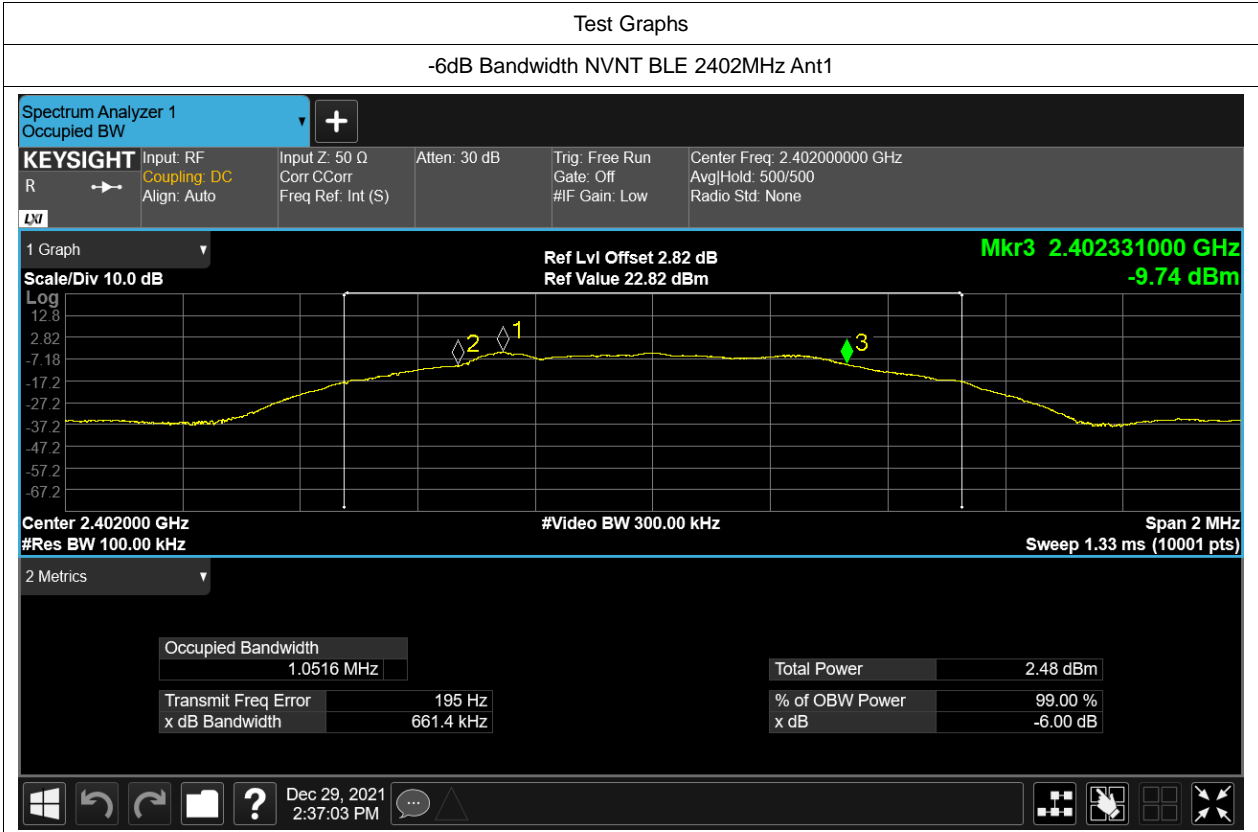 Test Graphs
-6dB Bandwidth NVNT BLE 2402MHz Ant1
Spectrum Analyzer 1
Occupied BW
KEYSIGHT
R
LXI
Input: RF
Coupling: DC
Align: Auto
Input Z: 50 Ω
Corr CCorr
Freq Ref: Int (S)
Atten: 30 dB
Trig: Free Run
Gate: Off
#IF Gain: Low
Center Freq: 2.402000000 GHz
Avg|Hold: 500/500
Radio Std: None
1 Graph
Scale/Div 10.0 dB
Ref Lvl Offset 2.82 dB
Ref Value 22.82 dBm
Mkr3 2.402331000 GHz
-9.74 dBm
Log
12.8
2.82
-7.18
-17.2
-27.2
-37.2
-47.2
-57.2
-67.2
2
1
3
Center 2.402000 GHz
#Res BW 100.00 kHz
#Video BW 300.00 kHz
Span 2 MHz
Sweep 1.33 ms (10001 pts)
2 Metrics
Occupied Bandwidth
1.0516 MHz
Transmit Freq Error 195 Hz
x dB Bandwidth 661.4 kHz
Total Power 2.48 dBm
% of OBW Power 99.00 %
x dB -6.00 dB
?
Dec 29, 2021
2:37:03 PM